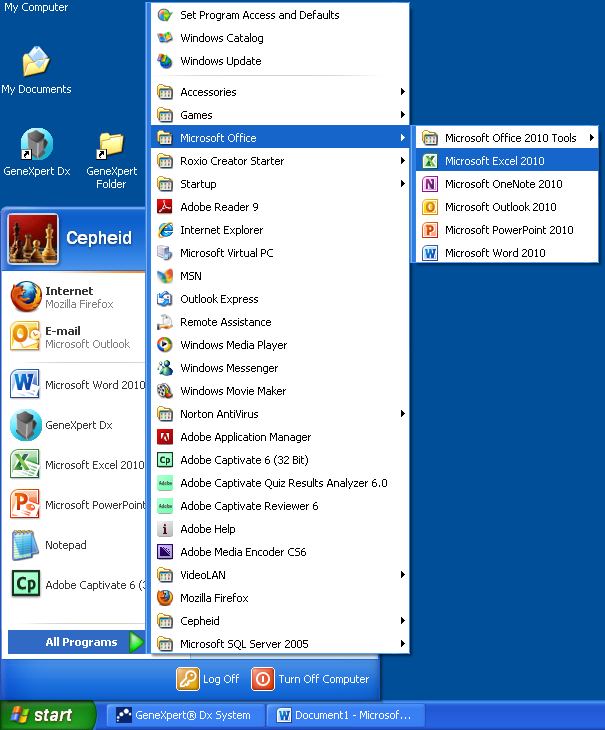 My Computer
My Documents
GeneXpert Dx
GeneXpert
Folder
Cepheid
Internet
Mozilla Firefox
E-mail
Microsoft Outlook
Microsoft Word 2010
GeneXpert Dx
Microsoft Excel 2010
Microsoft PowerPoint
Notepad
Adobe Captivate 6 (3
All Programs
Set Program Access and Defaults
Windows Catalog
Windows Update
Accessories
Games
Microsoft Office
Roxio Creator Starter
Startup
Adobe Reader 9
Internet Explorer
Microsoft Virtual PC
MSN
Outlook Express
Remote Assistance
Windows Media Player
Windows Messenger
Windows Movie Maker
Norton AntiVirus
Adobe Application Manager
Adobe Captivate 6 (32 Bit)
Adobe Captivate Quiz Results Analyzer 6.0
Adobe Captivate Reviewer 6
Adobe Help
Adobe Media Encoder CS6
VideoLAN
Mozilla Firefox
Cepheid
Microsoft SQL Server 2005
Microsoft Office 2010 Tools
Microsoft Excel 2010
Microsoft OneNote 2010
Microsoft Outlook 2010
Microsoft PowerPoint 2010
Microsoft Word 2010
Log Off
Turn Off Computer
start
GeneXpert® Dx System
Document1 - Microsof...